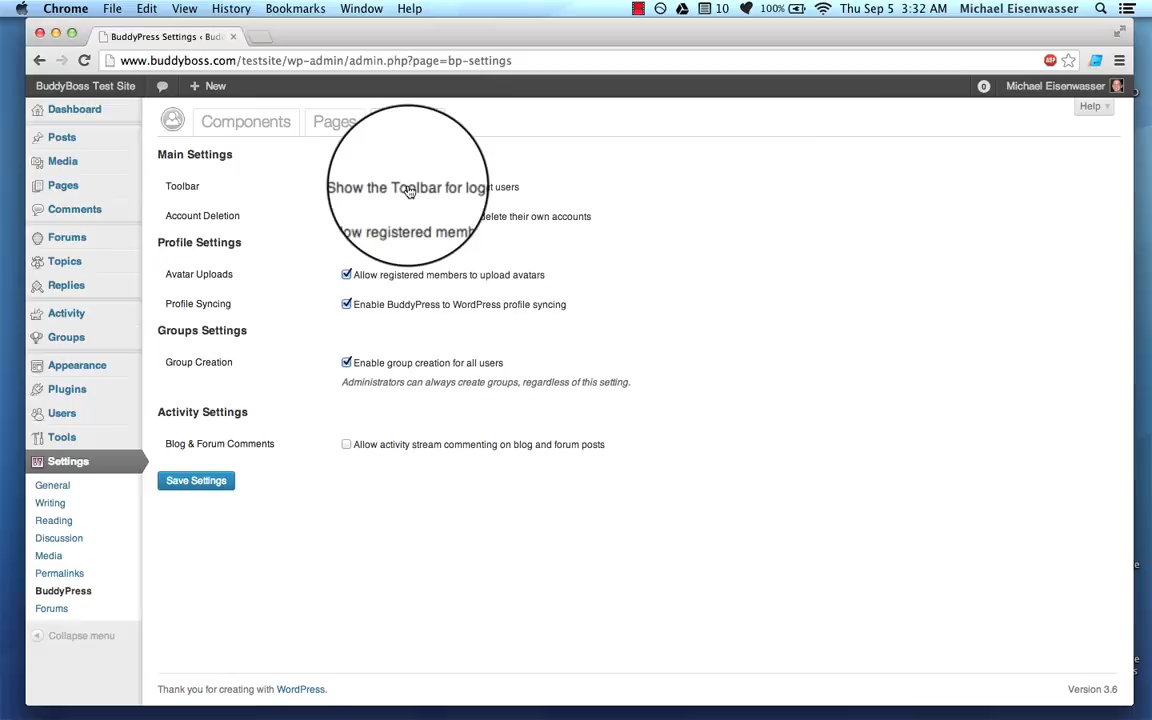 Chrome File Edit View History Bookmarks Window Help 10 100% Thu Sep 5 3:32 AM Michael Eisenwasser
BuddyPress Settings ‹ Budd
www.buddyboss.com/testsite/wp-admin/admin.php?page=bp-settings
BuddyBoss Test Site + New 0 Michael Eisenwasser
Help
Components Pages
Dashboard
Posts
Media
Pages
Comments
Forums
Topics
Replies
Activity
Groups
Appearance
Plugins
Users
Tools
Settings
General
Writing
Reading
Discussion
Media
Permalinks
BuddyPress
Forums
Collapse menu
Main Settings
Toolbar Show the Toolbar for log t users
Account Deletion ow registered memb elete their own accounts
Profile Settings
Avatar Uploads Allow registered members to upload avatars
Profile Syncing Enable BuddyPress to WordPress profile syncing
Groups Settings
Group Creation Enable group creation for all users
Administrators can always create groups, regardless of this setting.
Activity Settings
Blog & Forum Comments Allow activity stream commenting on blog and forum posts
Save Settings
Thank you for creating with WordPress. Version 3.6